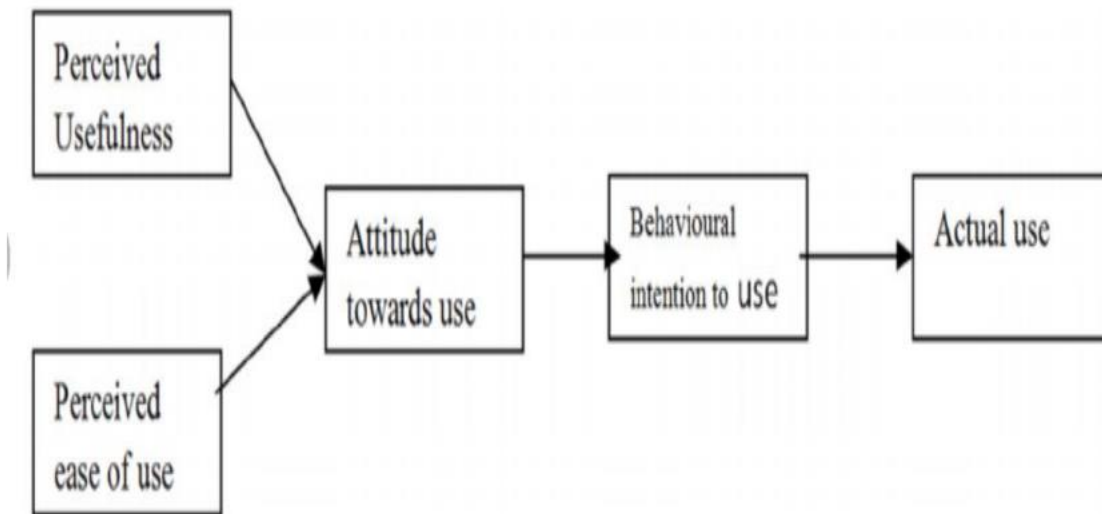 Perceived
Usefulness
Attitude
towards use
Behavioural
intention to use
Actual use
Perceived
ease of use